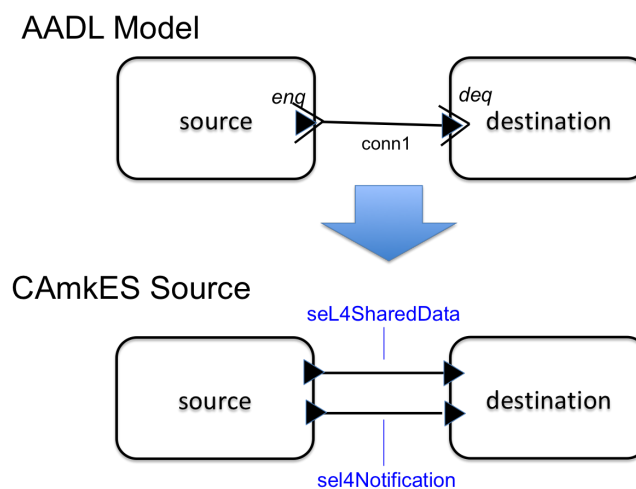 AADL Model
enq
deq
source
destination
conn1
CAmkES Source
seL4SharedData
source
destination
sel4Notification